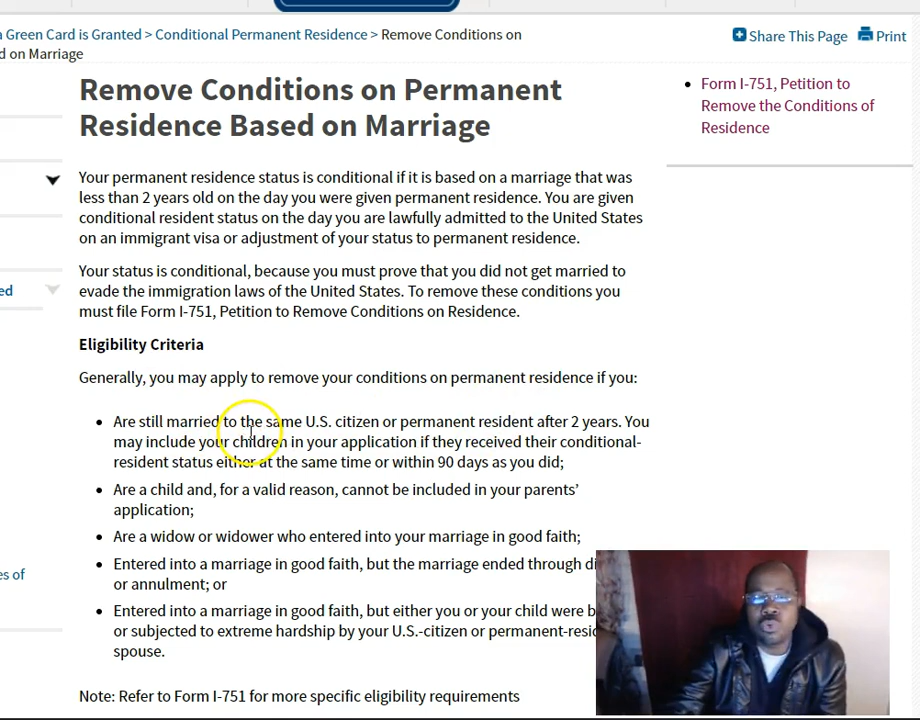 n Green Card is Granted > Conditional Permanent Residence > Remove Conditions on
d on Marriage
Share This Page Print
Remove Conditions on Permanent
Residence Based on Marriage
Form I-751, Petition to
Remove the Conditions of
Residence
Your permanent residence status is conditional if it is based on a marriage that was
less than 2 years old on the day you were given permanent residence. You are given
conditional resident status on the day you are lawfully admitted to the United States
on an immigrant visa or adjustment of your status to permanent residence.
Your status is conditional, because you must prove that you did not get married to
evade the immigration laws of the United States. To remove these conditions you
must file Form I-751, Petition to Remove Conditions on Residence.
ed
Eligibility Criteria
Generally, you may apply to remove your conditions on permanent residence if you:
Are still married to the same U.S. citizen or permanent resident after 2 years. You
may include your children in your application if they received their conditional-
resident status either at the same time or within 90 days as you did;
Are a child and, for a valid reason, cannot be included in your parents’
application;
Are a widow or widower who entered into your marriage in good faith;
Entered into a marriage in good faith, but the marriage ended through di
or annulment; or
es of
Entered into a marriage in good faith, but either you or your child were b
or subjected to extreme hardship by your U.S.-citizen or permanent-resid
spouse.
Note: Refer to Form I-751 for more specific eligibility requirements